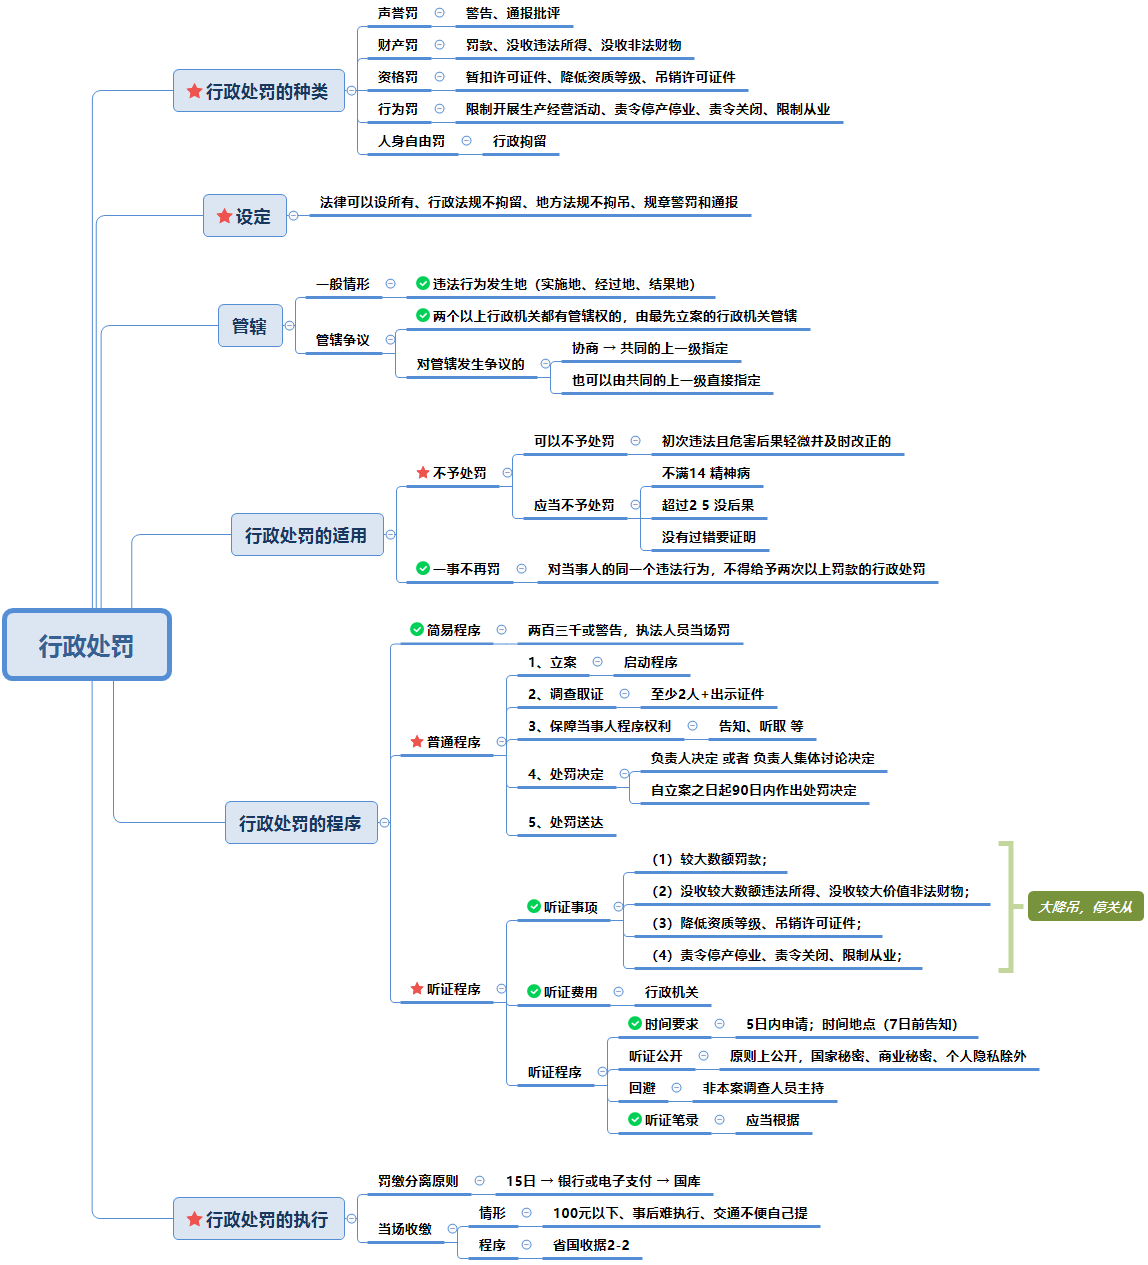 行政处罚
行政处罚的种类
声誉罚
警告、通报批评
财产罚
罚款、没收违法所得、没收非法财物
资格罚
暂扣许可证件、降低资质等级、吊销许可证件
行为罚
限制开展生产经营活动、责令停产停业、责令关闭、限制从业
人身自由罚
行政拘留
设定
法律可以设所有、行政法规不拘留、地方法规不拘吊、规章警罚和通报
管辖
一般情形
违法行为发生地（实施地、经过地、结果地）
管辖争议
两个以上行政机关都有管辖权的，由最先立案的行政机关管辖
对管辖发生争议的
协商 → 共同的上一级指定
也可以由共同的上一级直接指定
行政处罚的适用
不予处罚
可以不予处罚
初次违法且危害后果轻微并及时改正的
应当不予处罚
不满14 精神病
超过2 5 没后果
没有过错要证明
一事不再罚
对当事人的同一个违法行为，不得给予两次以上罚款的行政处罚
行政处罚的程序
简易程序
两百三千或警告，执法人员当场罚
普通程序
1、立案
启动程序
2、调查取证
至少2人+出示证件
3、保障当事人程序权利
告知、听取 等
4、处罚决定
负责人决定 或者 负责人集体讨论决定
自立案之日起90日内作出处罚决定
5、处罚送达
听证程序
听证事项
（1）较大数额罚款；
（2）没收较大数额违法所得、没收较大价值非法财物；
（3）降低资质等级、吊销许可证件；
（4）责令停产停业、责令关闭、限制从业；
大降吊，停关从
听证费用
行政机关
听证程序
时间要求
5日内申请；时间地点（7日前告知）
听证公开
原则上公开，国家秘密、商业秘密、个人隐私除外
回避
非本案调查人员主持
听证笔录
应当根据
行政处罚的执行
罚缴分离原则
15日 → 银行或电子支付 → 国库
当场收缴
情形
100元以下、事后难执行、交通不便自己提
程序
省国收据2-2